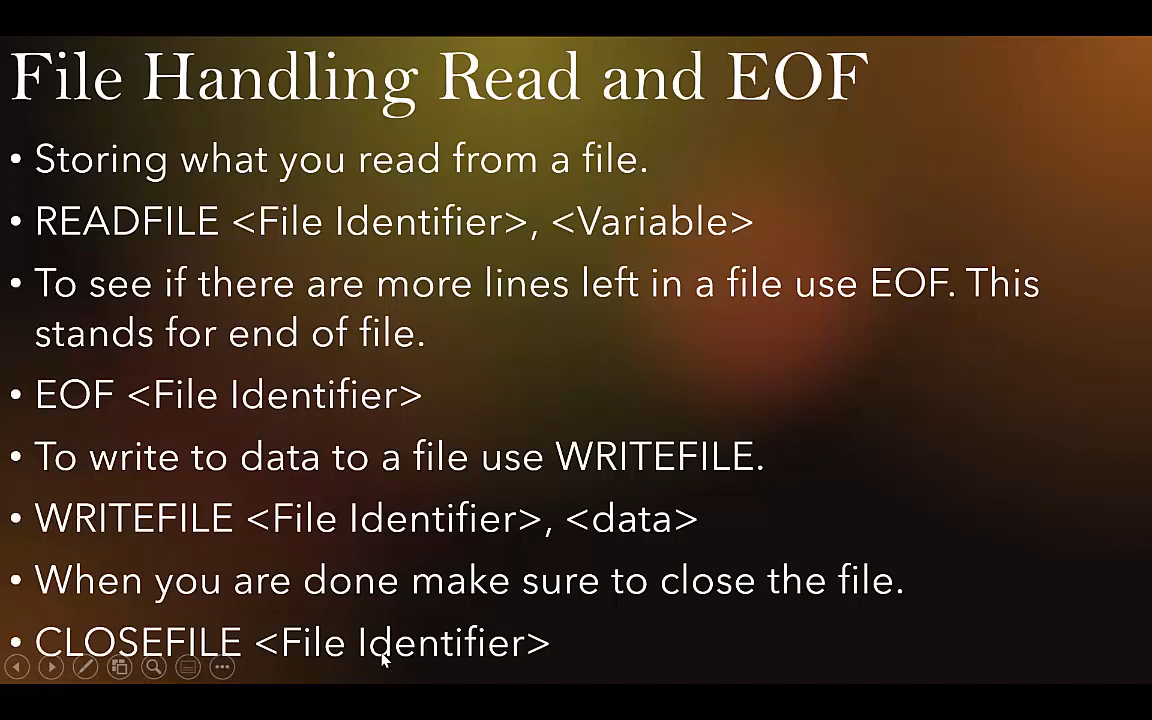 File Handling Read and EOF
• Storing what you read from a file.
• READFILE <File Identifier>, <Variable>
• To see if there are more lines left in a file use EOF. This
stands for end of file.
• EOF <File Identifier>
• To write to data to a file use WRITEFILE.
• WRITEFILE <File Identifier>, <data>
• When you are done make sure to close the file.
• CLOSEFILE <File Identifier>